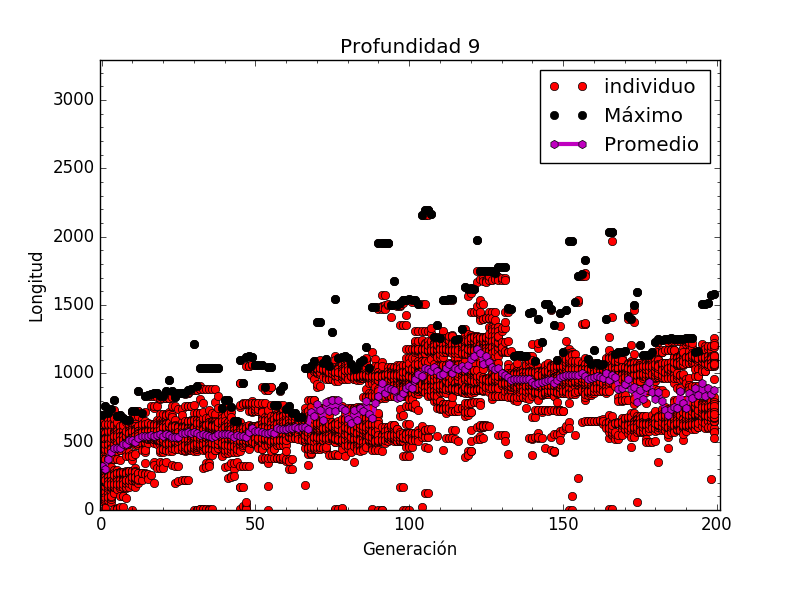 Profundidad 9
individuo
Máximo
Promedio
Longitud
3000
2500
2000
1500
1000
500
0
0 50 100 150 200
Generación